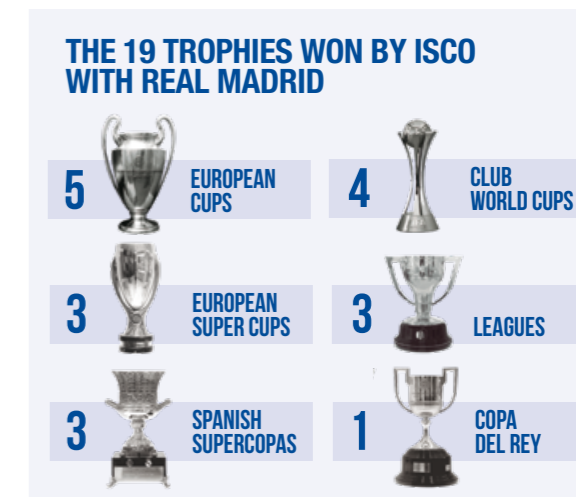 THE 19 TROPHIES WON BY ISCO
WITH REAL MADRID
5
EUROPEAN
CUPS
4
CLUB
WORLD CUPS
3
EUROPEAN
SUPER CUPS
3
LEAGUES
3
SPANISH
SUPERCOPAS
1
COPA
DEL REY